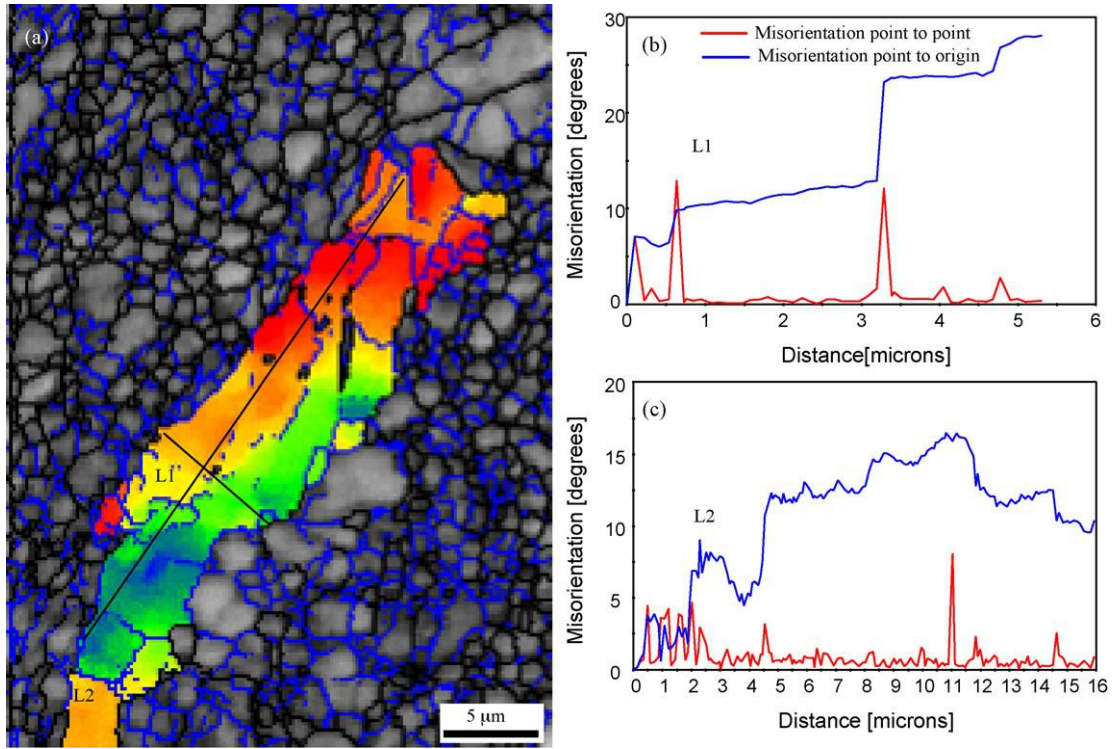 (a)
L1
L2
5 μm
(b)
Misorientation point to point
Misorientation point to origin
L1
Misorientation [degrees]
30
20
10
0
0 1 2 3 4 5 6
Distance[microns]
(c)
L2
Misorientation [degrees]
20
15
10
5
0
0 1 2 3 4 5 6 7 8 9 10 11 12 13 14 15 16
Distance [microns]